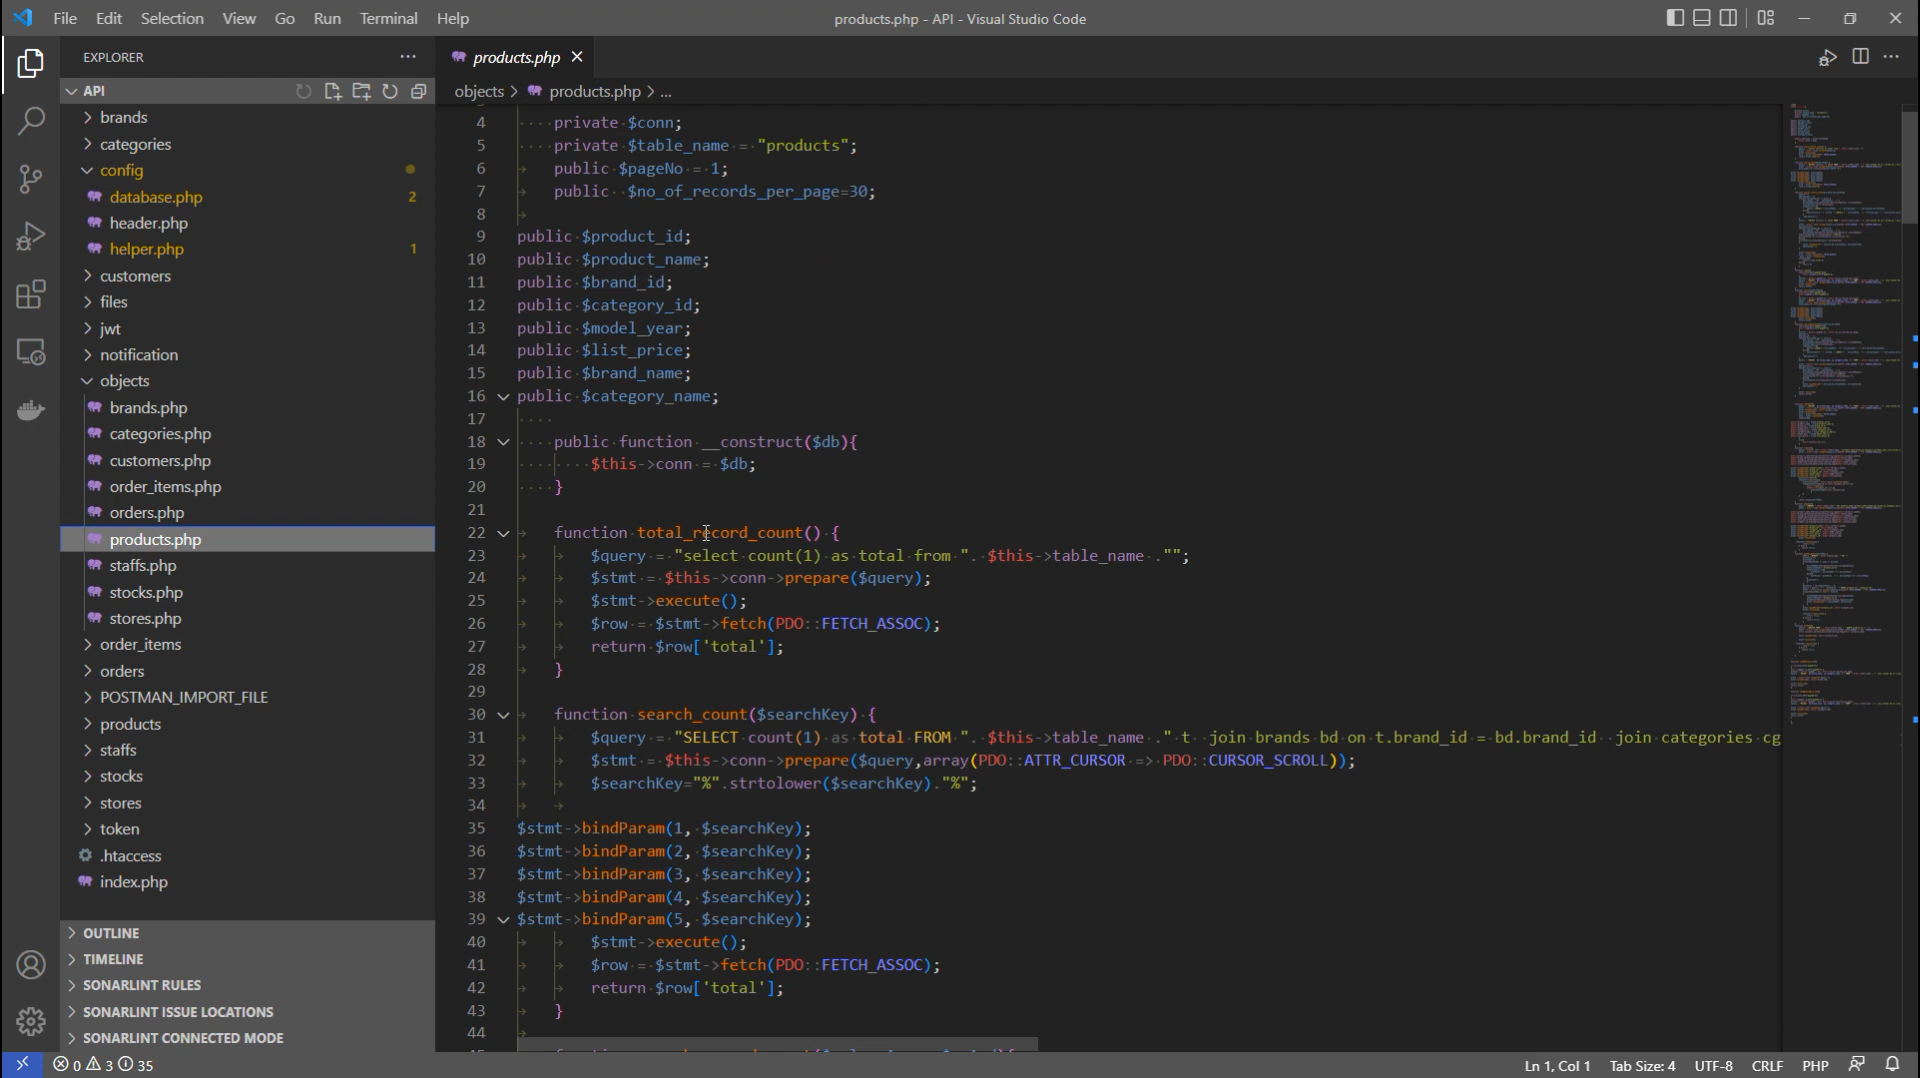 File Edit Selection View Go Run Terminal Help
products.php - API - Visual Studio Code
EXPLORER
API
brands
categories
config
database.php 2
header.php
helper.php 1
customers
files
jwt
notification
objects
brands.php
categories.php
customers.php
order_items.php
orders.php
products.php
staffs.php
stocks.php
stores.php
order_items
orders
POSTMAN_IMPORT_FILE
products
staffs
stocks
stores
token
.htaccess
index.php
OUTLINE
TIMELINE
SONARLINT RULES
SONARLINT ISSUE LOCATIONS
SONARLINT CONNECTED MODE
products.php
objects > products.php > ...
4 private $conn;
5 private $table_name = "products";
6 public $pageNo = 1;
7 public  $no_of_records_per_page=30;
8
9 public $product_id;
10 public $product_name;
11 public $brand_id;
12 public $category_id;
13 public $model_year;
14 public $list_price;
15 public $brand_name;
16 public $category_name;
17
18 public function __construct($db){
19 $this->conn = $db;
20 }
21
22 function total_record_count() {
23 $query = "select count(1) as total from ". $this->table_name ."";
24 $stmt = $this->conn->prepare($query);
25 $stmt->execute();
26 $row = $stmt->fetch(PDO::FETCH_ASSOC);
27 return $row['total'];
28 }
29
30 function search_count($searchKey) {
31 $query = "SELECT count(1) as total FROM ". $this->table_name ." t  join brands bd on t.brand_id = bd.brand_id  join categories cg
32 $stmt = $this->conn->prepare($query,array(PDO::ATTR_CURSOR => PDO::CURSOR_SCROLL));
33 $searchKey="%".strtolower($searchKey)."%";
34
35 $stmt->bindParam(1, $searchKey);
36 $stmt->bindParam(2, $searchKey);
37 $stmt->bindParam(3, $searchKey);
38 $stmt->bindParam(4, $searchKey);
39 $stmt->bindParam(5, $searchKey);
40 $stmt->execute();
41 $row = $stmt->fetch(PDO::FETCH_ASSOC);
42 return $row['total'];
43 }
44
0 3 35
Ln 1, Col 1 Tab Size: 4 UTF-8 CRLF PHP